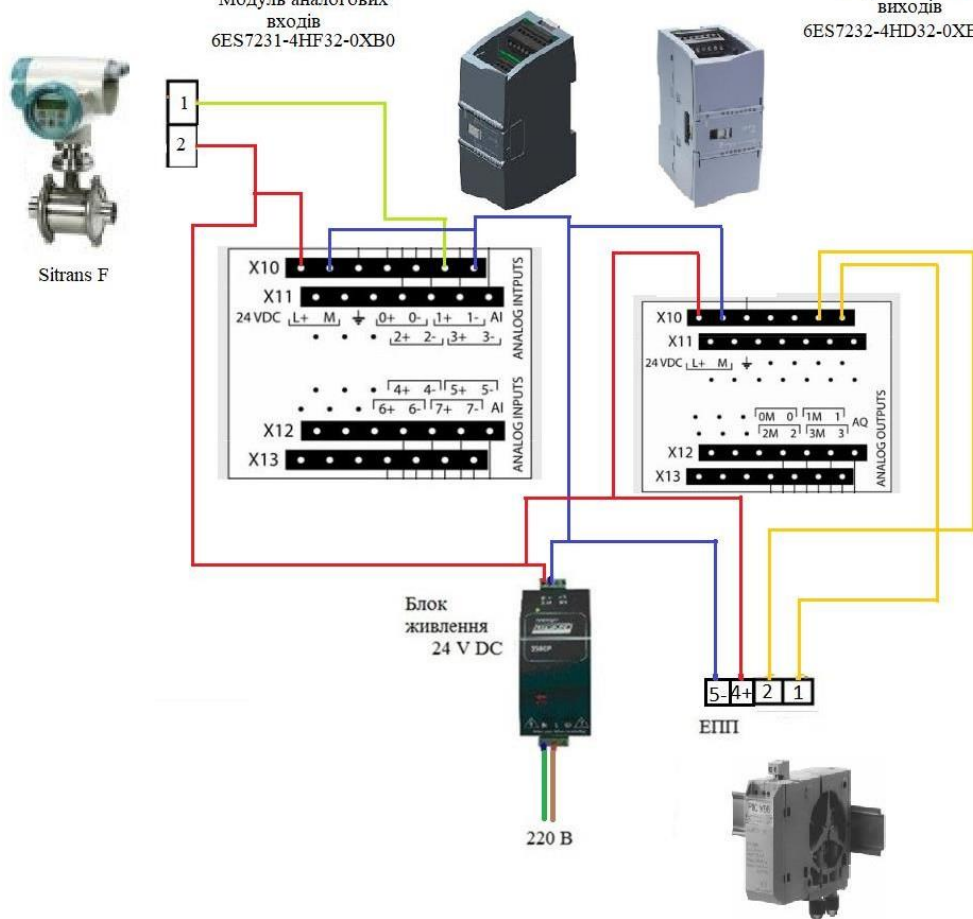 Модуль аналогових
входів
6ES7231-4HF32-0XB0
виходів
6ES7232-4HD32-0XB
1
2
Sitrans F
X10
X11
24 VDC L+ M 0+ 0- 1+ 1- AI
2+ 2- 3+ 3-
ANALOG INTPUTS
4+ 4- 5+ 5-
6+ 6- 7+ 7- AI
X12
X13
ANALOG INPUTS
X10
X11
24 VDC L+ M
0M 0 1M 1
2M 2 3M 3 AQ
X12
X13
ANALOG OUTPUTS
Блок
живлення
24 V DC
220 В
5- 4+ 2 1
ЕПП